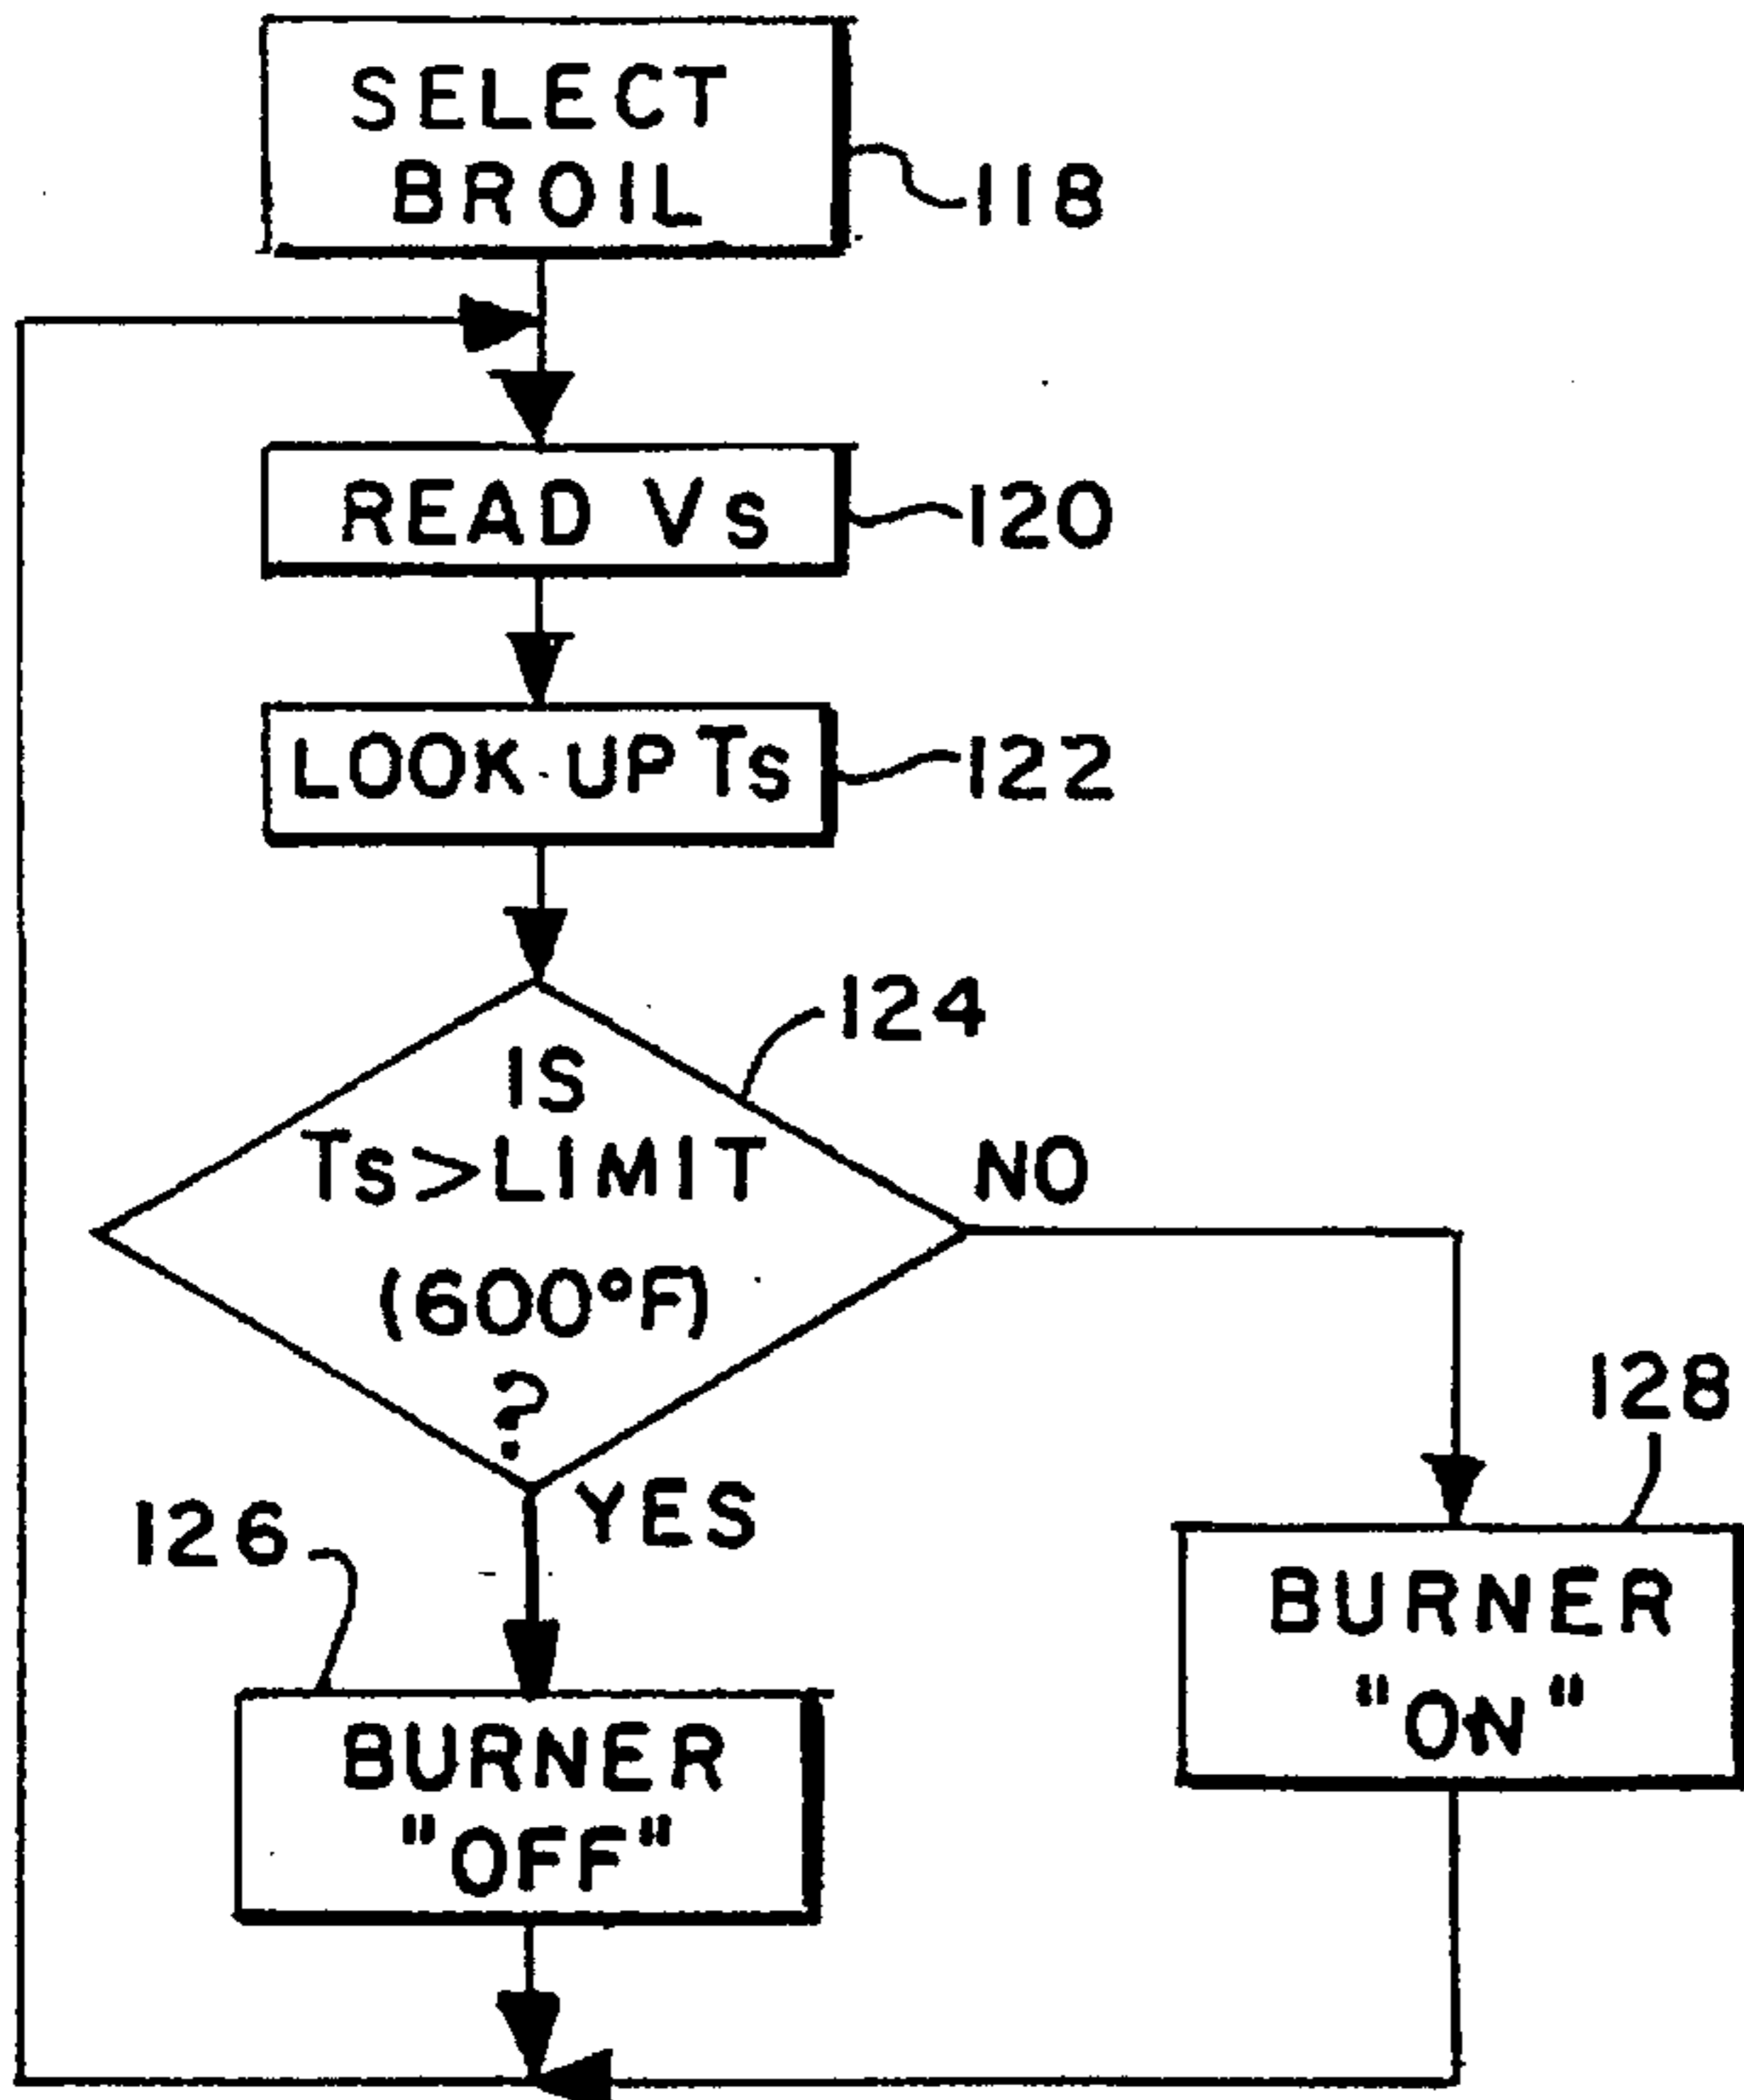 SELECT
BROIL
118
READ Vs
120
LOOK-UP Ts
122
124
IS
Ts>LIMIT
(600°F)
?
NO
YES
128
126
BURNER
"ON"
BURNER
"OFF"